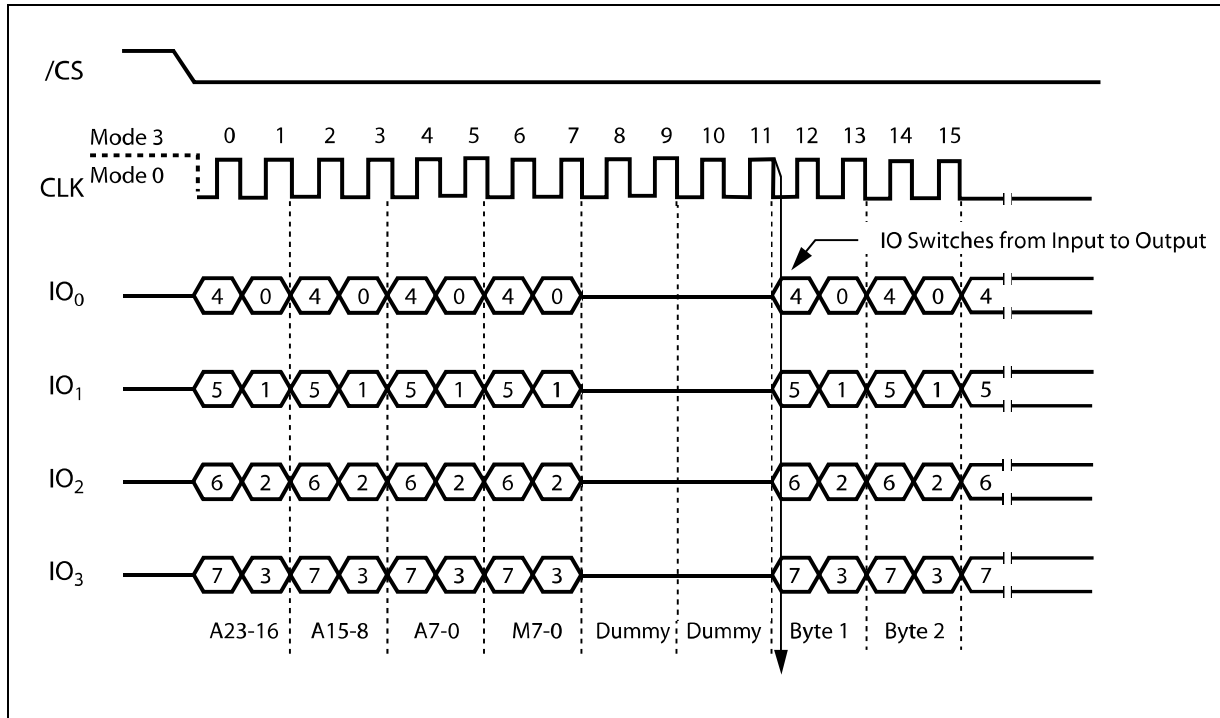 /CS
Mode 3
0 1 2 3 4 5 6 7 8 9 10 11 12 13 14 15
Mode 0
CLK
IO Switches from Input to Output
IO0 4 0 4 0 4 0 4 0 4 0 4 0 4
IO1 5 1 5 1 5 1 5 1 5 1 5 1 5
IO2 6 2 6 2 6 2 6 2 6 2 6 2 6
IO3 7 3 7 3 7 3 7 3 7 3 7 3 7
A23-16 A15-8 A7-0 M7-0 Dummy Dummy Byte 1 Byte 2